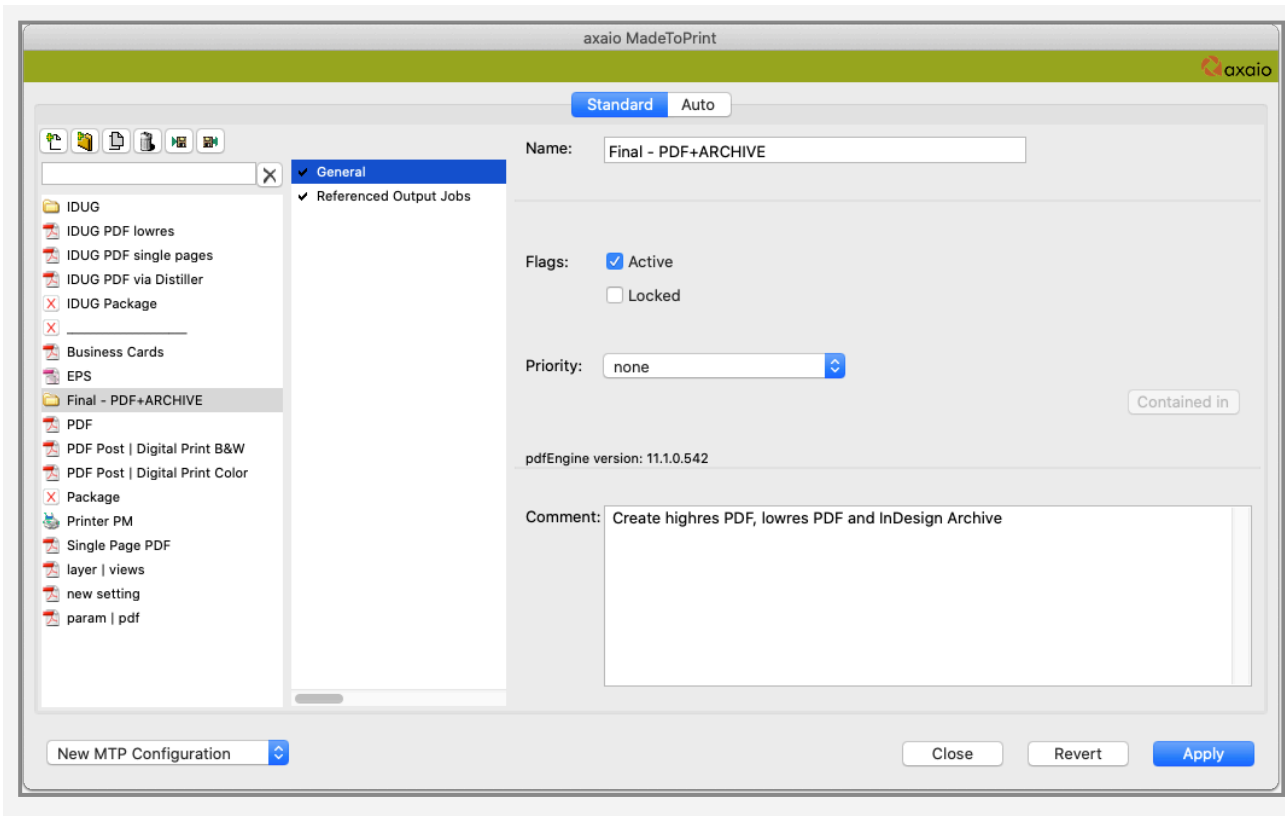 axaio MadeToPrint
axaio
Standard
Auto
Name:
Final - PDF+ARCHIVE
General
Referenced Output Jobs
IDUG
IDUG PDF lowres
IDUG PDF single pages
IDUG PDF via Distiller
IDUG Package
_________________
Business Cards
EPS
Final - PDF+ARCHIVE
PDF
PDF Post | Digital Print B&W
PDF Post | Digital Print Color
Package
Printer PM
Single Page PDF
layer | views
new setting
param | pdf
Flags:
Active
Locked
Priority:
none
Contained in
pdfEngine version: 11.1.0.542
Comment:
Create highres PDF, lowres PDF and InDesign Archive
New MTP Configuration
Close
Revert
Apply